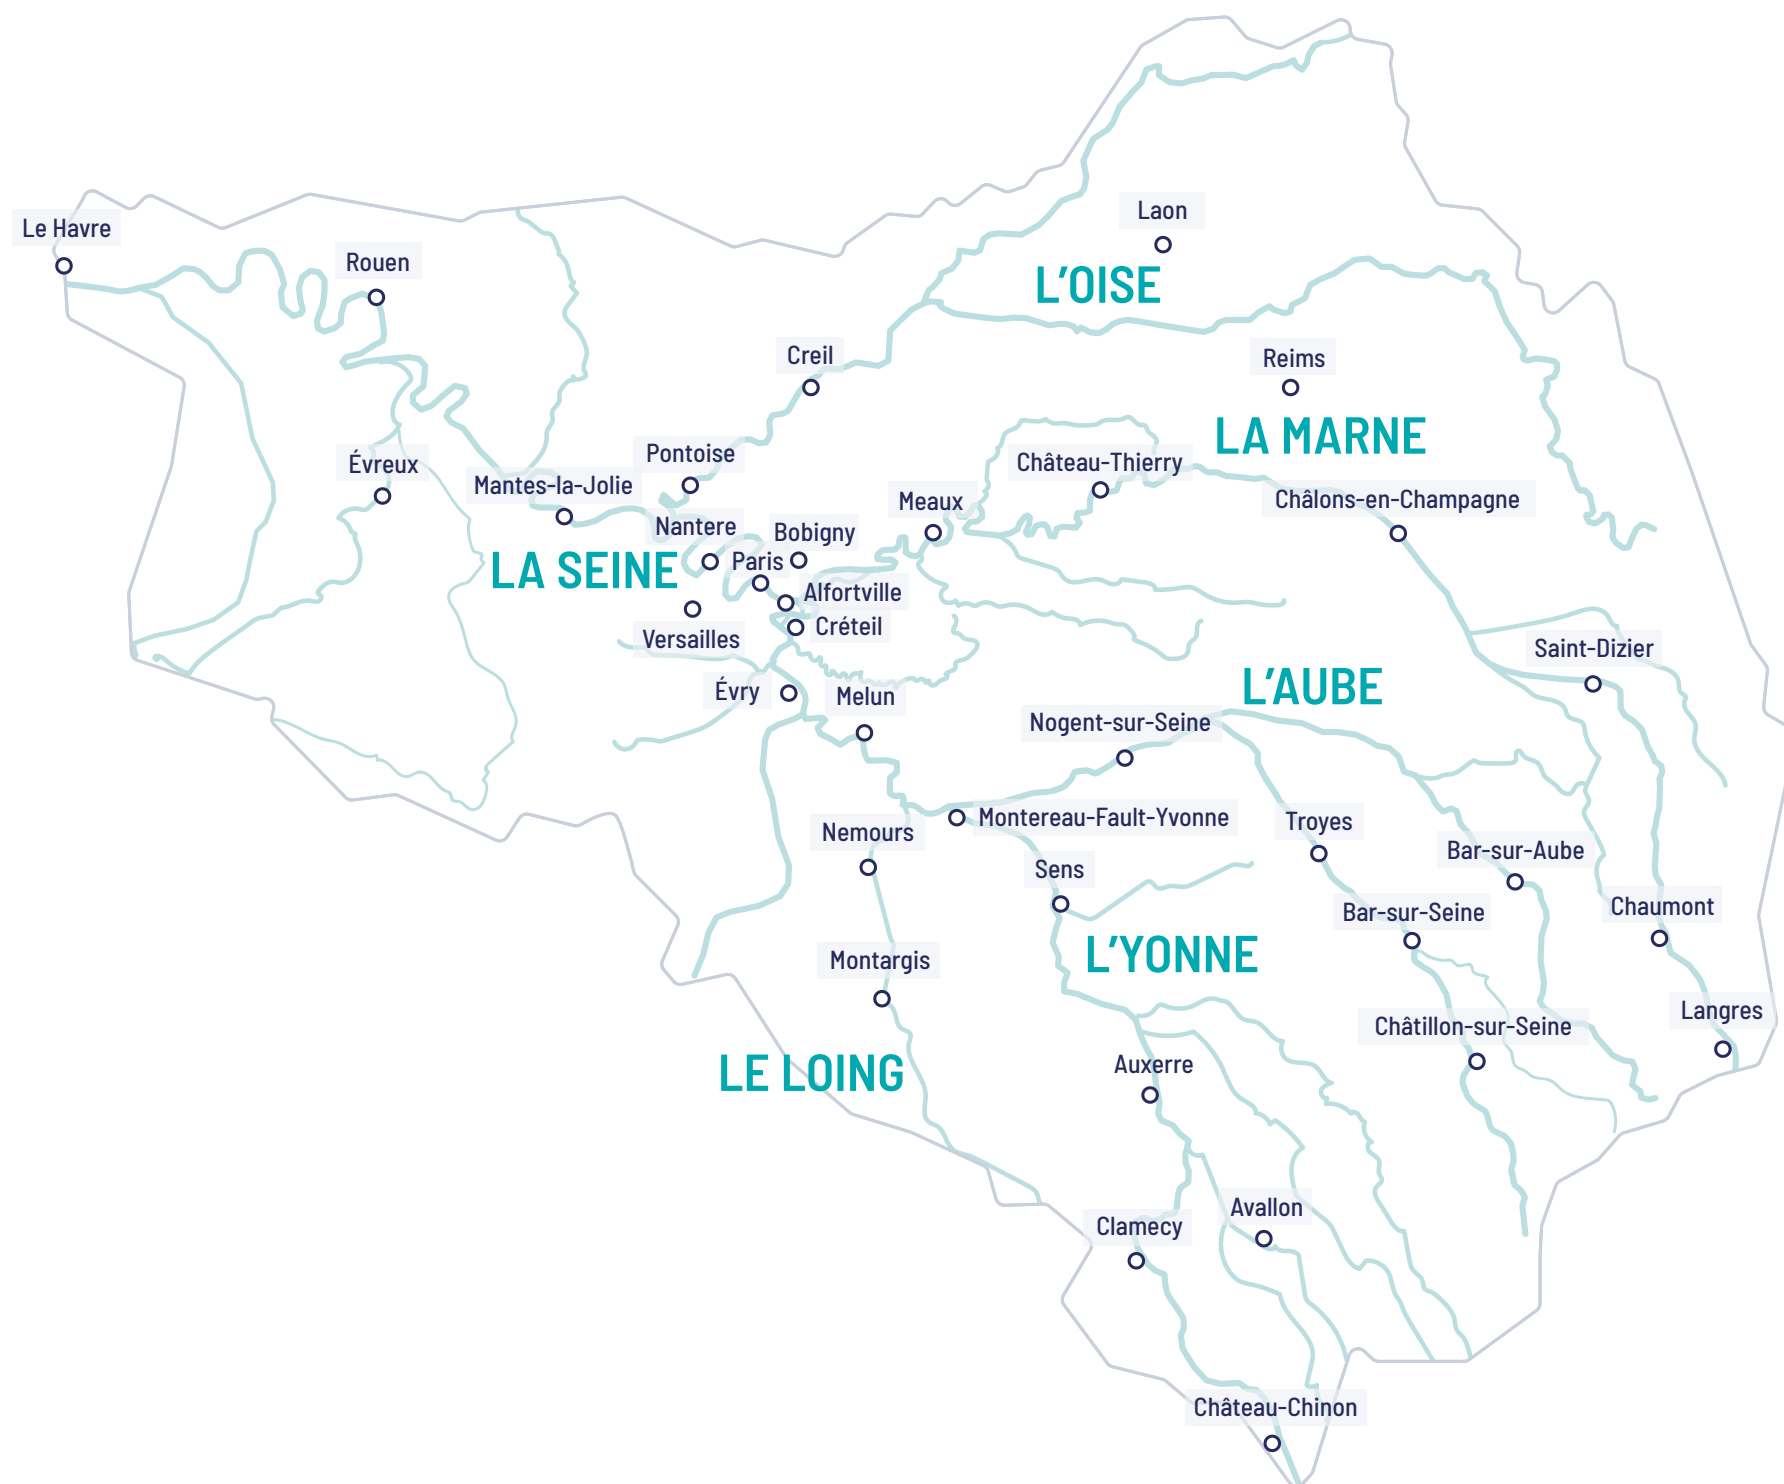 Laon
Le Havre
Rouen
L'OISE
Creil
Reims
LA MARNE
Pontoise
Évreux
Château-Thierry
Mantes-la-Jolie
Meaux
Châlons-en-Champagne
Nantere
Bobigny
Paris
LA SEINE
Alfortville
Créteil
Versailles
Saint-Dizier
Évry
Melun
L'AUBE
Nogent-sur-Seine
Montereau-Fault-Yvonne
Troyes
Nemours
Bar-sur-Aube
Sens
Chaumont
Bar-sur-Seine
L'YONNE
Montargis
Langres
Châtillon-sur-Seine
Auxerre
LE LOING
Avallon
Clamecy
Château-Chinon